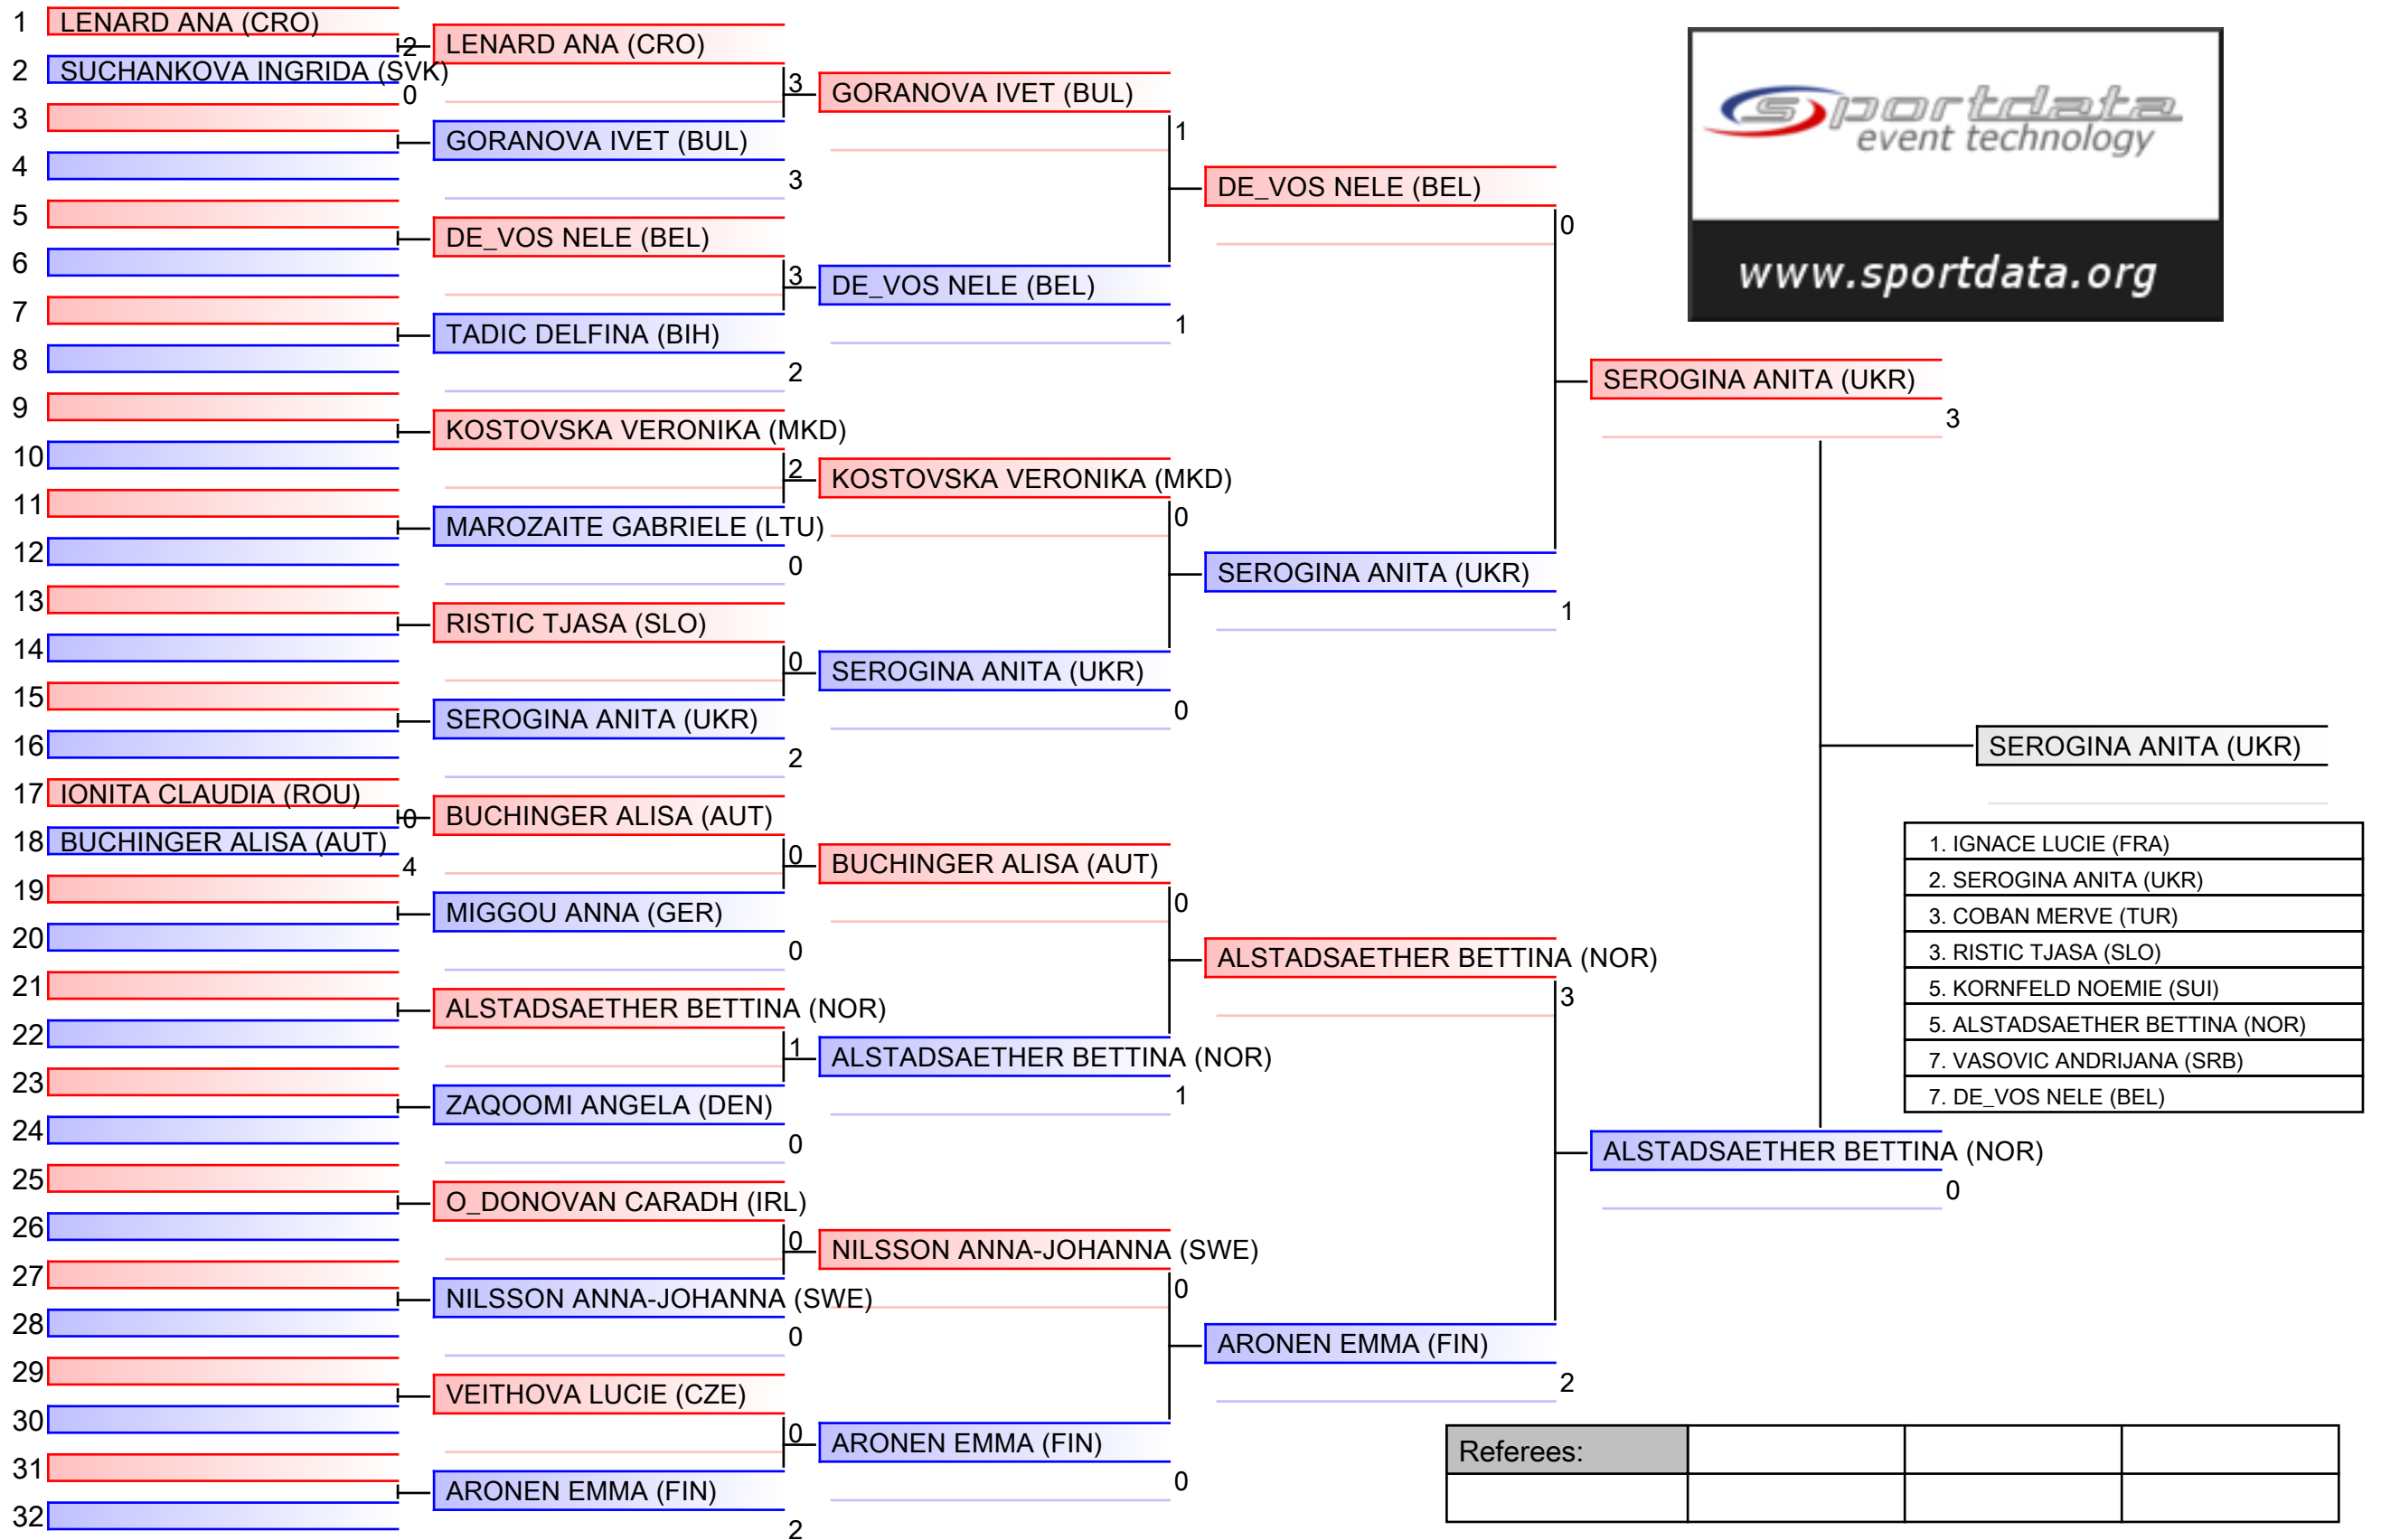 1 LENARD ANA (CRO)
2
2 SUCHANKOVA INGRIDA (SVK)
0
3
4
5
6
7
8
9
10
11
12
13
14
15
16
17 IONITA CLAUDIA (ROU)
0
18 BUCHINGER ALISA (AUT)
4
19
20
21
22
23
24
25
26
27
28
29
30
31
32
LENARD ANA (CRO)
3
GORANOVA IVET (BUL)
3
DE_VOS NELE (BEL)
3
TADIC DELFINA (BIH)
2
KOSTOVSKA VERONIKA (MKD)
2
MAROZAITE GABRIELE (LTU)
0
RISTIC TJASA (SLO)
0
SEROGINA ANITA (UKR)
2
BUCHINGER ALISA (AUT)
0
MIGGOU ANNA (GER)
0
ALSTADSAETHER BETTINA (NOR)
1
ZAQOOMI ANGELA (DEN)
0
O_DONOVAN CARADH (IRL)
0
NILSSON ANNA-JOHANNA (SWE)
0
VEITHOVA LUCIE (CZE)
0
ARONEN EMMA (FIN)
2
GORANOVA IVET (BUL)
1
DE_VOS NELE (BEL)
1
KOSTOVSKA VERONIKA (MKD)
0
SEROGINA ANITA (UKR)
0
BUCHINGER ALISA (AUT)
0
ALSTADSAETHER BETTINA (NOR)
1
NILSSON ANNA-JOHANNA (SWE)
0
ARONEN EMMA (FIN)
0
DE_VOS NELE (BEL)
0
SEROGINA ANITA (UKR)
1
ALSTADSAETHER BETTINA (NOR)
3
ARONEN EMMA (FIN)
2
SEROGINA ANITA (UKR)
3
ALSTADSAETHER BETTINA (NOR)
0
SEROGINA ANITA (UKR)
sportdata
event technology
www.sportdata.org
1. IGNACE LUCIE (FRA)
2. SEROGINA ANITA (UKR)
3. COBAN MERVE (TUR)
3. RISTIC TJASA (SLO)
5. KORNFELD NOEMIE (SUI)
5. ALSTADSAETHER BETTINA (NOR)
7. VASOVIC ANDRIJANA (SRB)
7. DE_VOS NELE (BEL)
Referees: